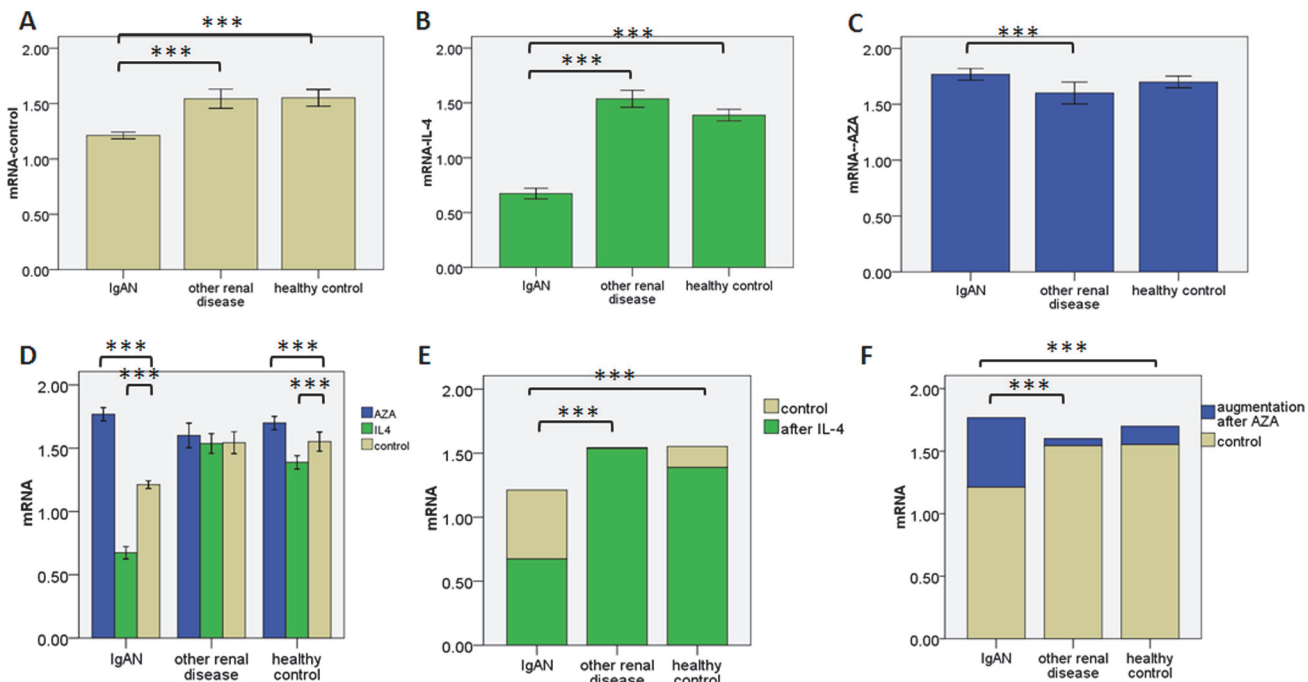 A
***
***
2.00
1.50
1.00
0.50
0.00
mRNA-control
IgAN
other renal
disease
healthy control
B
***
***
2.00
1.50
1.00
0.50
0.00
mRNA-IL-4
IgAN
other renal
disease
healthy control
C
***
2.00
1.50
1.00
0.50
0.00
mRNA--AZA
IgAN
other renal
disease
healthy control
D
***
***
***
***
2.00
1.50
1.00
0.50
0.00
mRNA
AZA
IL4
control
IgAN
other renal
disease
healthy
control
E
***
***
2.00
1.50
1.00
0.50
0.00
mRNA
control
after IL-4
IgAN
other renal
disease
healthy
control
F
***
***
2.00
1.50
1.00
0.50
0.00
mRNA
augmentation
after AZA
control
IgAN
other renal
disease
healthy
control